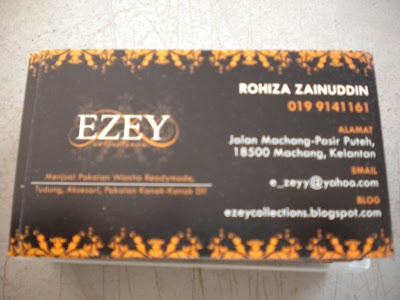 EZEY
Menjual Pakaian Wanita Readymade,
Tudung, Aksesori, Pakaian Kanak-Kanak Dll
ROHIZA ZAINUDDIN
019 9141161
ALAMAT
Jalan Machang-Pasir Puteh,
18500 Machang, Kelantan
EMAIL
e_zeyy@yahoo.com
BLOG
ezeycollections.blogspot.com